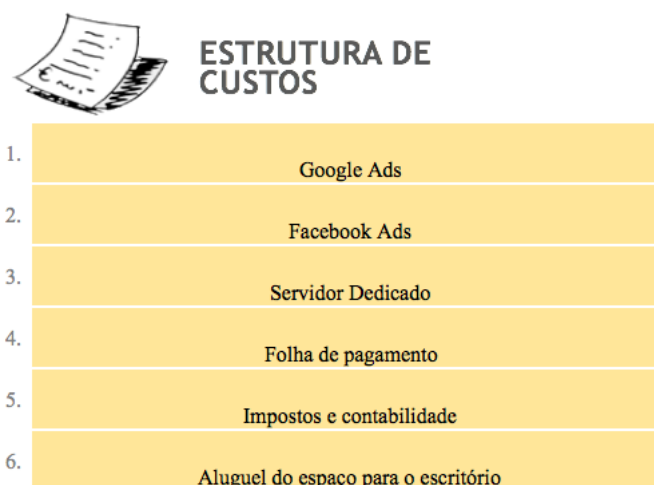 ESTRUTURA DE
CUSTOS
1. Google Ads
2. Facebook Ads
3. Servidor Dedicado
4. Folha de pagamento
5. Impostos e contabilidade
6. Aluguel do espaço para o escritório